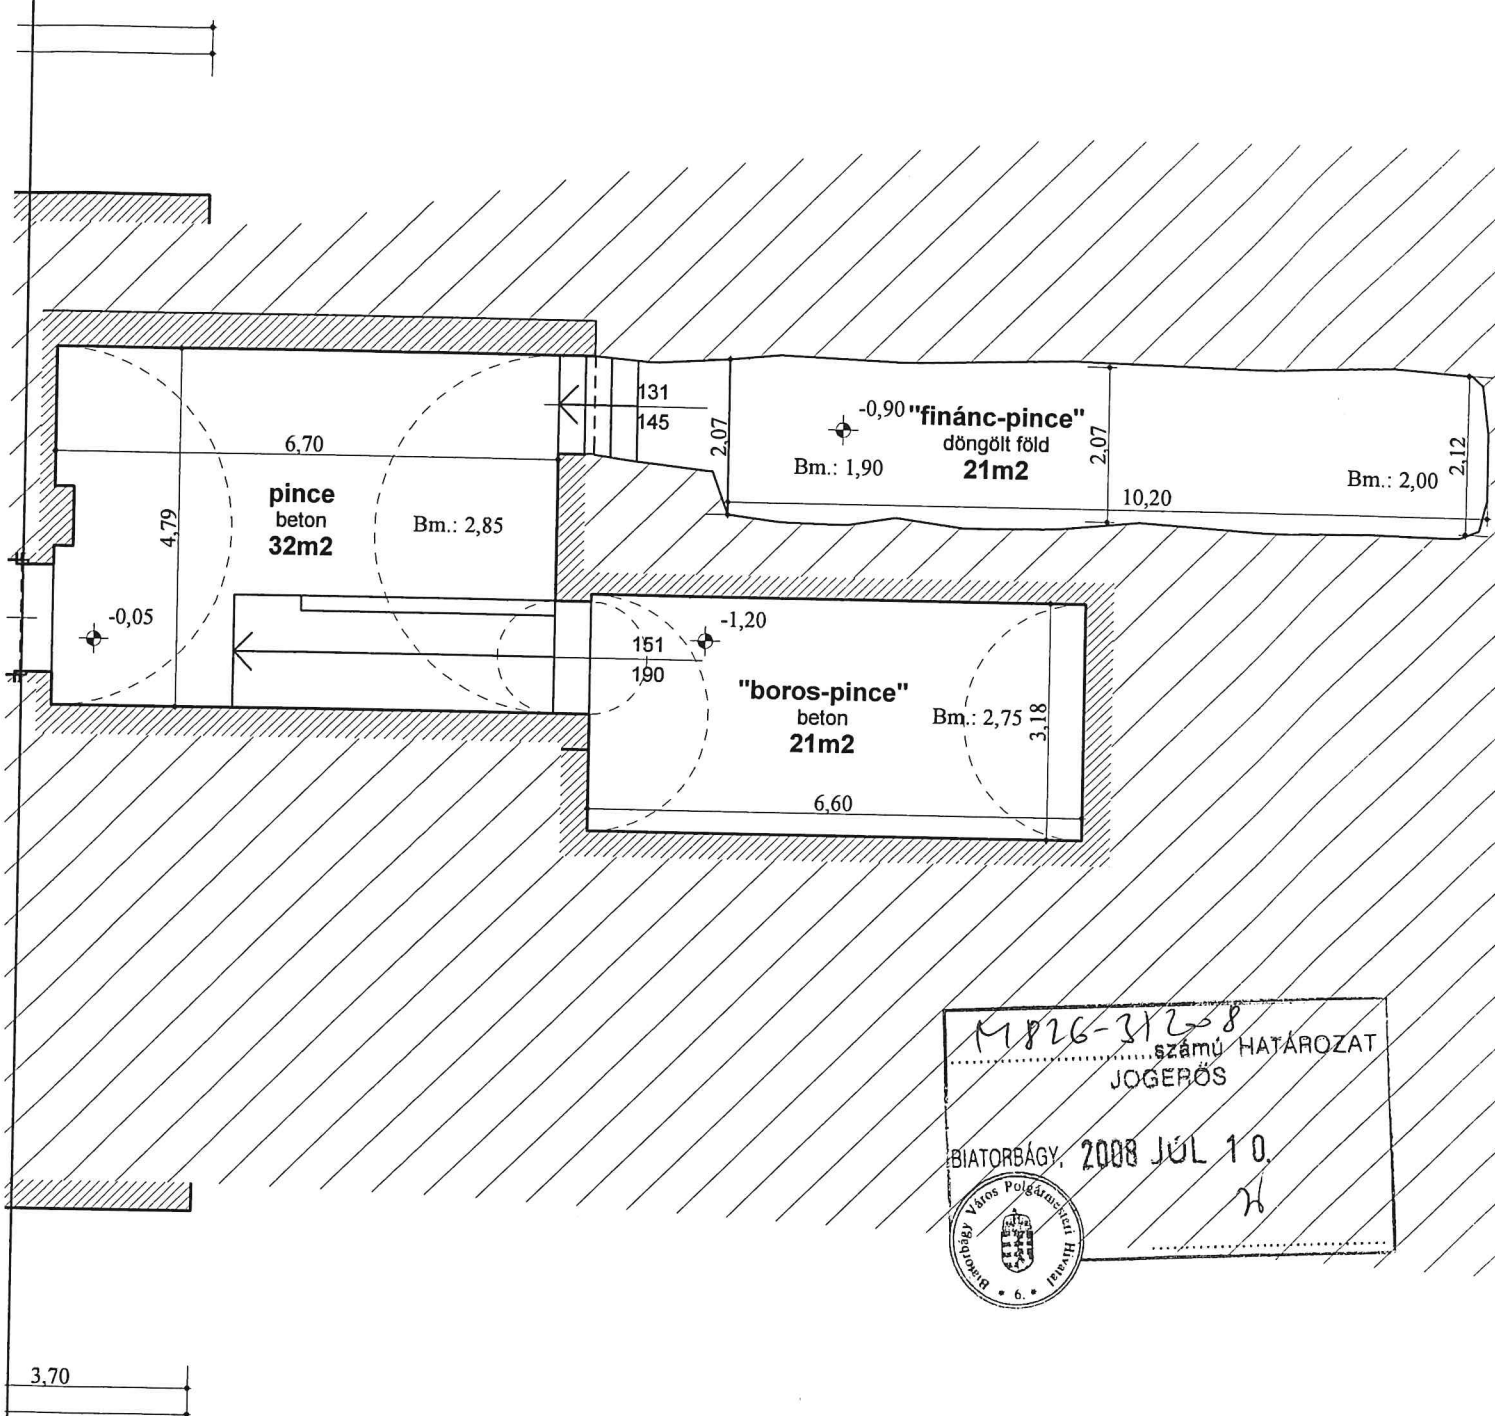 131
145
-0,90 "finánc-pince"
döngölt föld
21m2
2,07
2,07
2,12
Bm.: 1,90
Bm.: 2,00
10,20
6,70
pince
beton
32m2
Bm.: 2,85
4,79
-0,05
-1,20
151
190
"boros-pince"
beton
21m2
Bm.: 2,75
3,18
6,60
számú HATÁROZAT
JOGERŐS
BIATORBÁGY, 2008 JÚL 10.
Biatorbágy Város Polgármesteri Hivatal
* 6. *
3,70